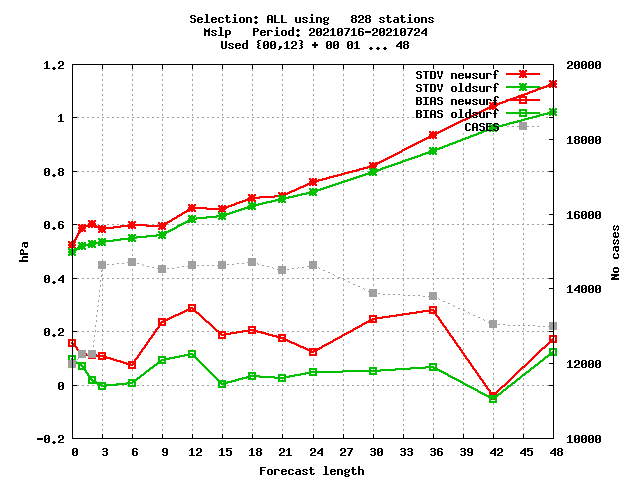 Selection: ALL using   828 stations
Mslp   Period: 20210716-20210724
Used {00,12} + 00 01 ... 48
STDV newsurf
STDV oldsurf
BIAS newsurf
BIAS oldsurf
CASES
hPa
1.2
1
0.8
0.6
0.4
0.2
0
-0.2
No cases
20000
18000
16000
14000
12000
10000
0 3 6 9 12 15 18 21 24 27 30 33 36 39 42 45 48
Forecast length